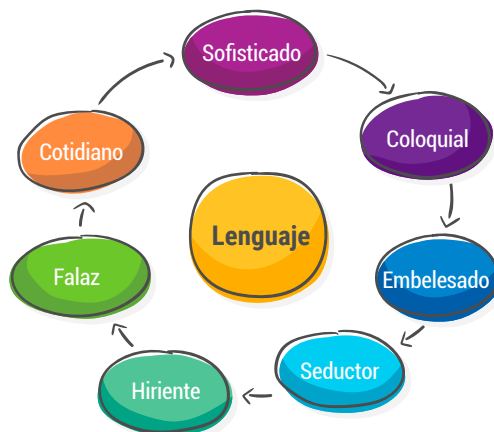 Sofisticado
Coloquial
Embelesado
Seductor
Hiriente
Falaz
Cotidiano
Lenguaje